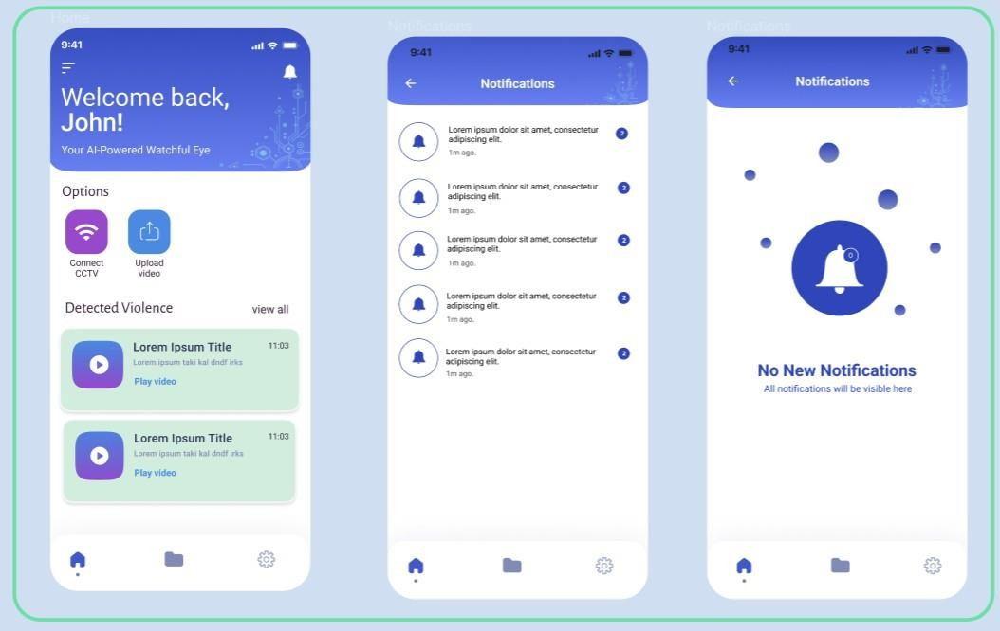 Home
9:41
Welcome back,
John!
Your AI-Powered Watchful Eye
Options
Connect
CCTV
Upload
video
Detected Violence
view all
Lorem Ipsum Title
11:03
Lorem ipsum taki kal dndf irks
Play video
Lorem Ipsum Title
11:03
Lorem ipsum taki kal dndf irks
Play video
Notifications
9:41
Notifications
Lorem ipsum dolor sit amet, consectetur
adipiscing elit.
1m ago.
2
Lorem ipsum dolor sit amet, consectetur
adipiscing elit.
1m ago.
2
Lorem ipsum dolor sit amet, consectetur
adipiscing elit.
1m ago.
2
Lorem ipsum dolor sit amet, consectetur
adipiscing elit.
1m ago.
2
Lorem ipsum dolor sit amet, consectetur
adipiscing elit.
1m ago.
2
Notifications
9:41
Notifications
0
No New Notifications
All notifications will be visible here